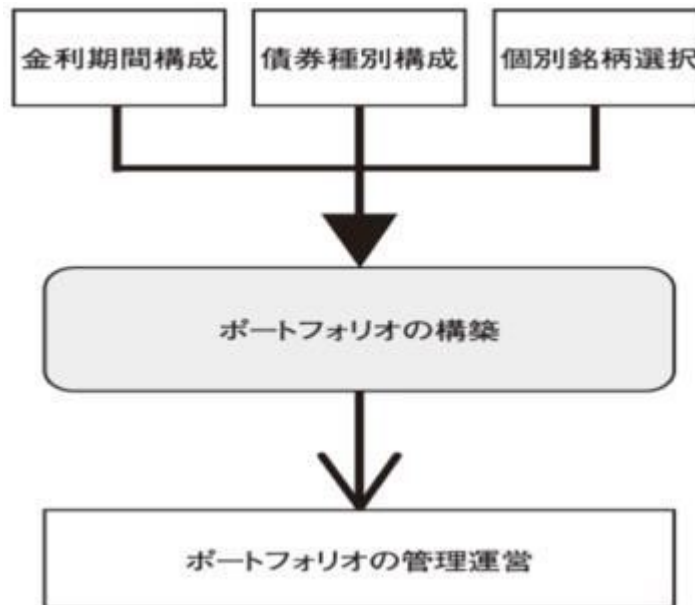 金利期間構成
債券種別構成
個別銘柄選択
ポートフォリオの構築
ポートフォリオの管理運営